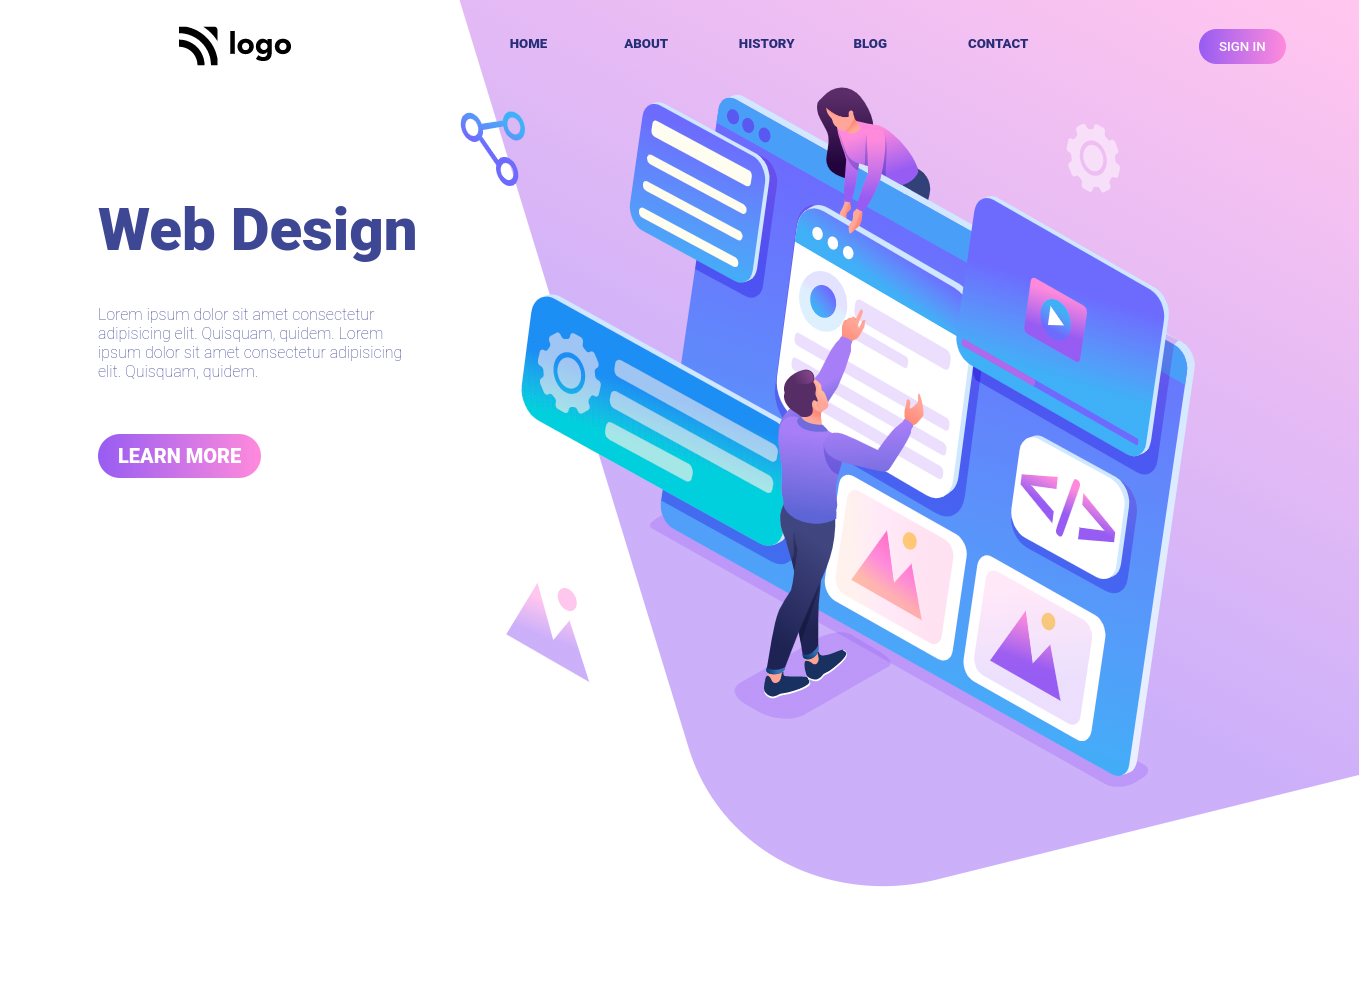 logo
HOME ABOUT HISTORY BLOG CONTACT SIGN IN
Web Design
Lorem ipsum dolor sit amet consectetur
adipisicing elit. Quisquam, quidem. Lorem
ipsum dolor sit amet consectetur adipisicing
elit. Quisquam, quidem.
LEARN MORE